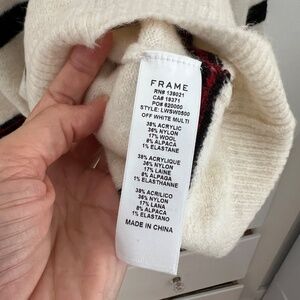 FRAME
RN# 139021
CA# 18371
PO# 620000
STYLE: LWSW0500
OFF WHITE MULTI
38% ACRYLIC
36% NYLON
17% WOOL
8% ALPACA
1% ELASTANE
38% ACRYLIQUE
36% NYLON
17% LAINE
8% ALPAGA
1% ELASTHANNE
38% ACRILICO
36% NYLON
17% LANA
8% ALPACA
1% ELASTANO
MADE IN CHINA